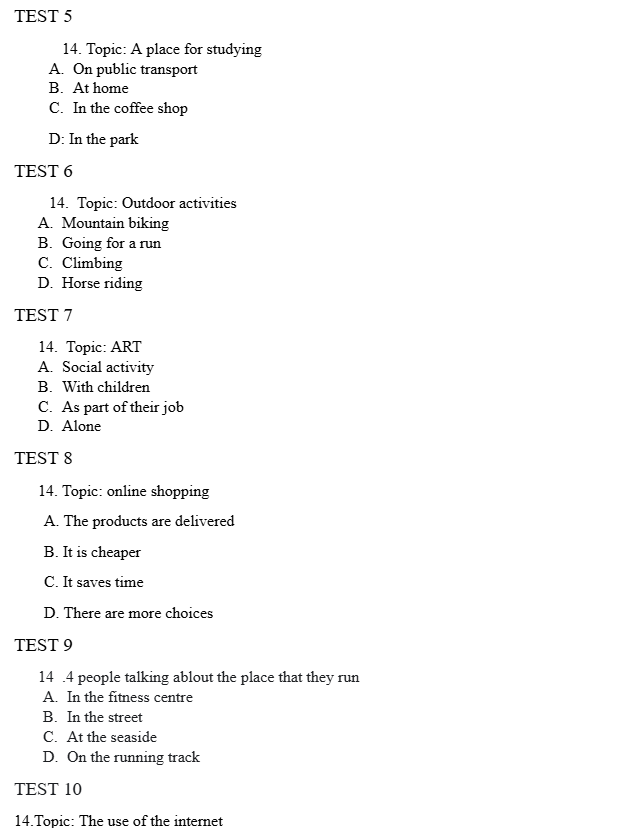 TEST 5
14. Topic: A place for studying
A. On public transport
B. At home
C. In the coffee shop
D: In the park
TEST 6
14. Topic: Outdoor activities
A. Mountain biking
B. Going for a run
C. Climbing
D. Horse riding
TEST 7
14. Topic: ART
A. Social activity
B. With children
C. As part of their job
D. Alone
TEST 8
14. Topic: online shopping
A. The products are delivered
B. It is cheaper
C. It saves time
D. There are more choices
TEST 9
14 .4 people talking ablout the place that they run
A. In the fitness centre
B. In the street
C. At the seaside
D. On the running track
TEST 10
14.Topic: The use of the internet